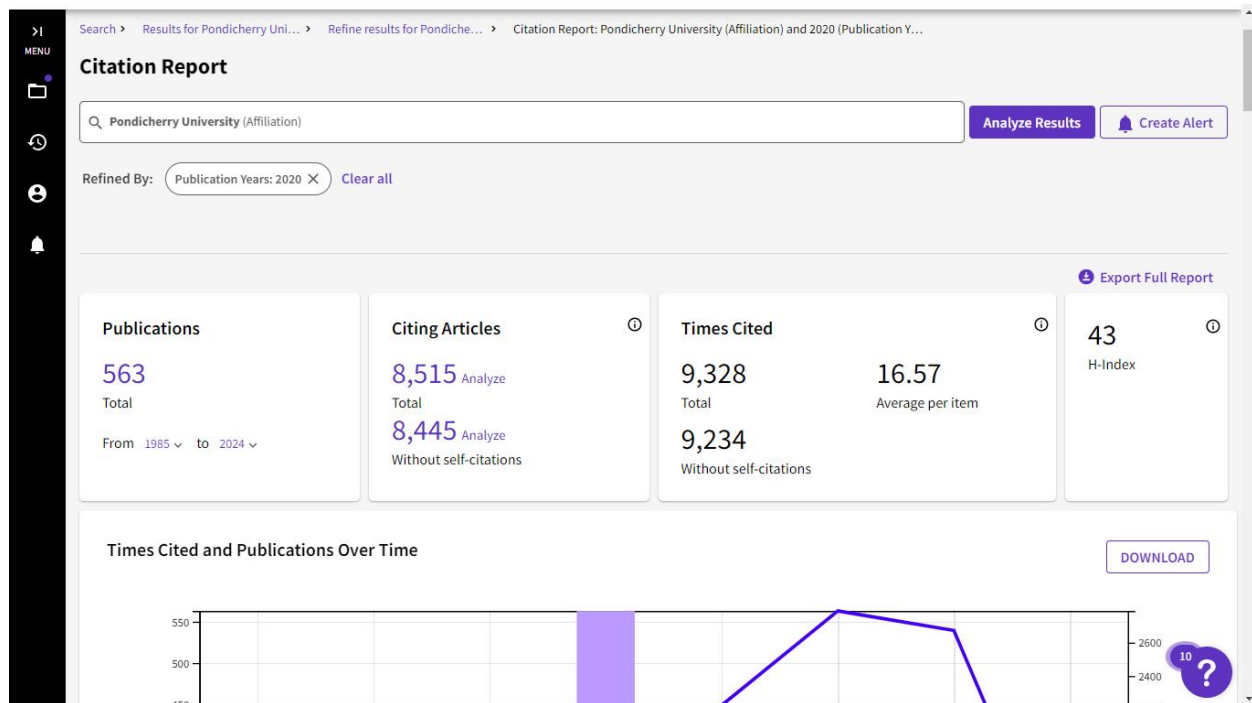 Search > Results for Pondicherry Uni... > Refine results for Pondiche... > Citation Report: Pondicherry University (Affiliation) and 2020 (Publication Y...
MENU
Citation Report
Pondicherry University (Affiliation)
Analyze Results
Create Alert
Refined By:
Publication Years: 2020 X
Clear all
Export Full Report
Publications
563
Total
From 1985 to 2024
Citing Articles
8,515 Analyze
Total
8,445 Analyze
Without self-citations
Times Cited
9,328
Total
16.57
Average per item
9,234
Without self-citations
43
H-Index
Times Cited and Publications Over Time
DOWNLOAD
550
500
2600
2400
10
?